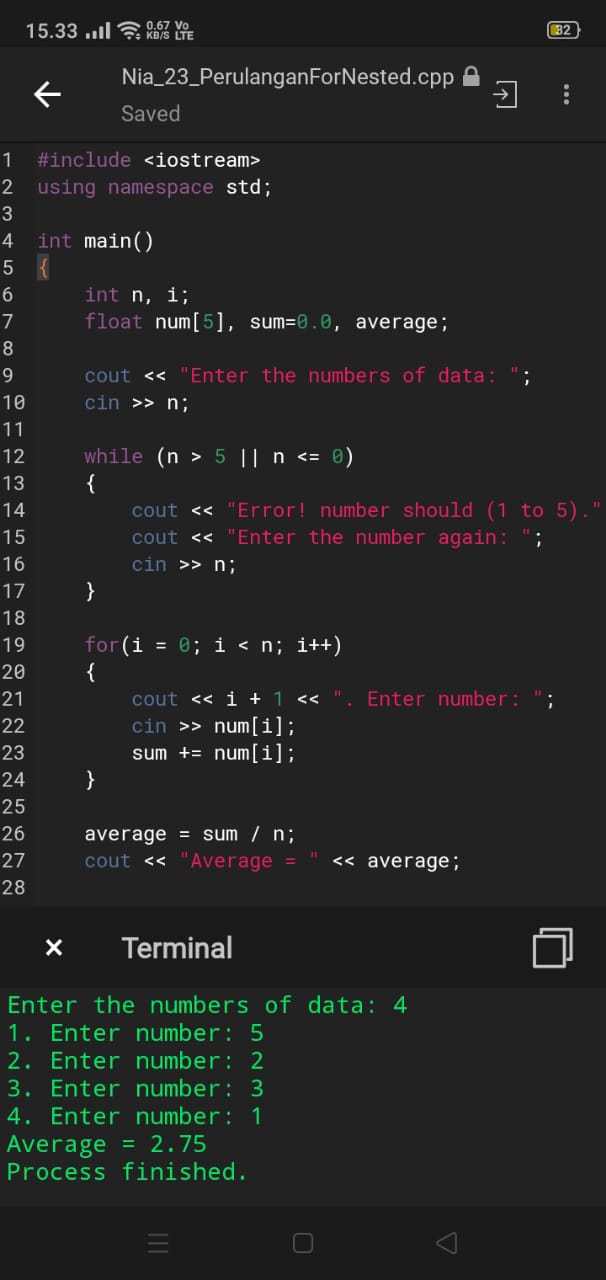 15.33 0.67 KB/S Vo LTE 32
Nia_23_PerulanganForNested.cpp
Saved
1 #include <iostream>
2 using namespace std;
3
4 int main()
5 {
6 int n, i;
7 float num[5], sum=0.0, average;
8
9 cout << "Enter the numbers of data: ";
10 cin >> n;
11
12 while (n > 5 || n <= 0)
13 {
14 cout << "Error! number should (1 to 5)."
15 cout << "Enter the number again: ";
16 cin >> n;
17 }
18
19 for(i = 0; i < n; i++)
20 {
21 cout << i + 1 << ". Enter number: ";
22 cin >> num[i];
23 sum += num[i];
24 }
25
26 average = sum / n;
27 cout << "Average = " << average;
28
× Terminal
Enter the numbers of data: 4
1. Enter number: 5
2. Enter number: 2
3. Enter number: 3
4. Enter number: 1
Average = 2.75
Process finished.